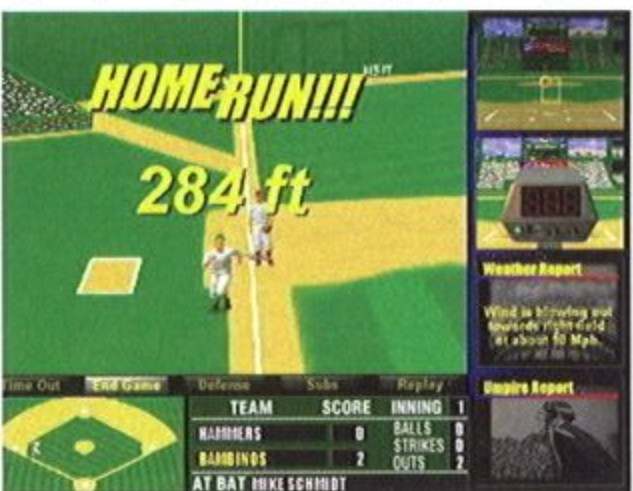 HOME RUN!!!
284 ft
Weather Report
Wind is blowing out
towards right field
at about 10 Mph.
Umpire Report
Time Out End Game Defense Subs Replay
TEAM SCORE INNING 1
HAMMERS 0 BALLS 0
STRIKES 0
BAMBINOS 2 OUTS 2
AT BAT MIKE SCHMIDT